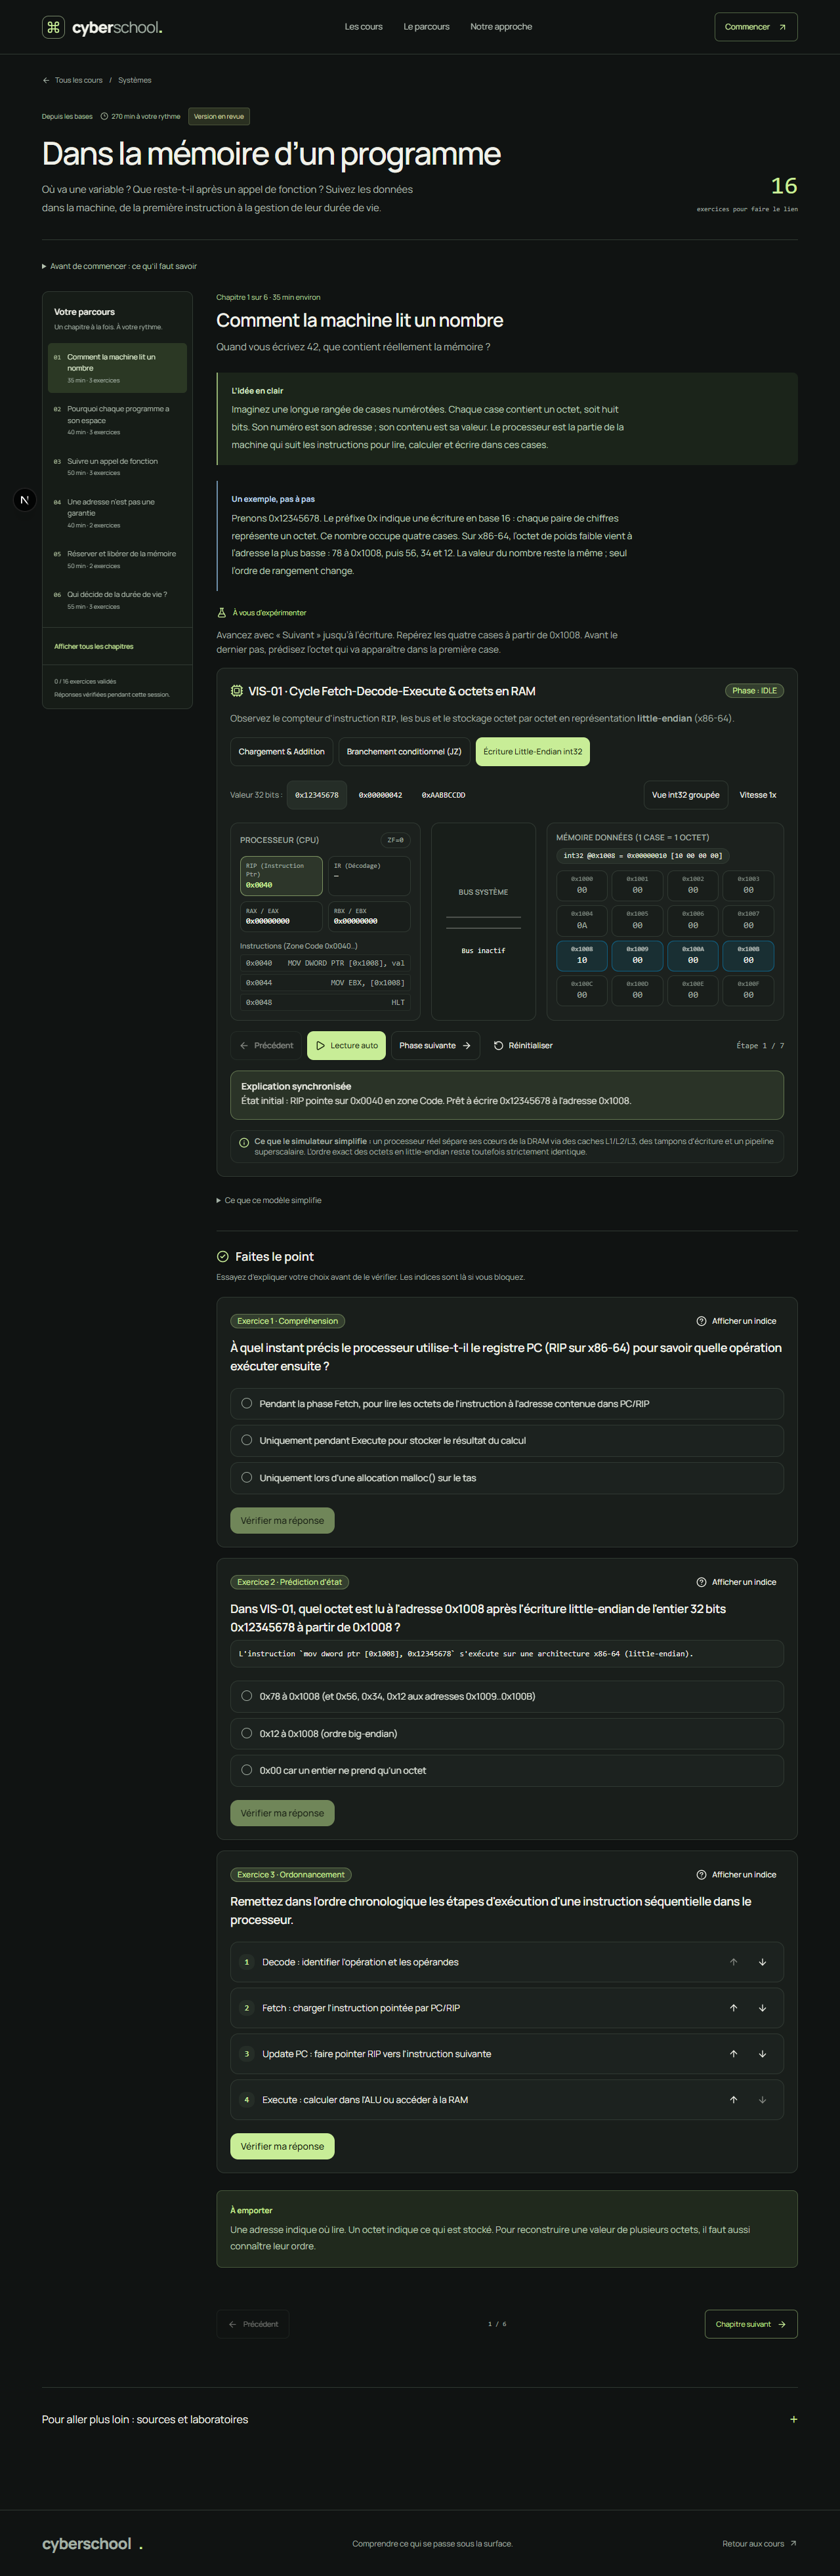 cyberschool.
Les cours
Le parcours
Notre approche
Commencer
Tous les cours / Systèmes
Depuis les bases
270 min à votre rythme
Version en revue
Dans la mémoire d'un programme
Où va une variable ? Que reste-t-il après un appel de fonction ? Suivez les données
dans la machine, de la première instruction à la gestion de leur durée de vie.
16
exercices pour faire le lien
Avant de commencer : ce qu'il faut savoir
Votre parcours
Un chapitre à la fois. À votre rythme.
01 Comment la machine lit un
nombre
35 min · 3 exercices
02 Pourquoi chaque programme a
son espace
40 min · 3 exercices
03 Suivre un appel de fonction
50 min · 3 exercices
04 Une adresse n'est pas une
garantie
40 min · 2 exercices
05 Réserver et libérer de la mémoire
50 min · 2 exercices
06 Qui décide de la durée de vie ?
55 min · 3 exercices
Afficher tous les chapitres
0 / 16 exercices validés
Réponses vérifiées pendant cette session.
N
Chapitre 1 sur 6 · 35 min environ
Comment la machine lit un nombre
Quand vous écrivez 42, que contient réellement la mémoire ?
L'idée en clair
Imaginez une longue rangée de cases numérotées. Chaque case contient un octet, soit huit
bits. Son numéro est son adresse ; son contenu est sa valeur. Le processeur est la partie de la
machine qui suit les instructions pour lire, calculer et écrire dans ces cases.
Un exemple, pas à pas
Prenons 0x12345678. Le préfixe 0x indique une écriture en base 16 : chaque paire de chiffres
représente un octet. Ce nombre occupe quatre cases. Sur x86-64, l'octet de poids faible vient à
l'adresse la plus basse : 78 à 0x1008, puis 56, 34 et 12. La valeur du nombre reste la même ; seul
l'ordre de rangement change.
À vous d'expérimenter
Avancez avec « Suivant » jusqu'à l'écriture. Repérez les quatre cases à partir de 0x1008. Avant le
dernier pas, prédisez l'octet qui va apparaître dans la première case.
VIS-01 · Cycle Fetch-Decode-Execute & octets en RAM
Phase : IDLE
Observez le compteur d'instruction RIP, les bus et le stockage octet par octet en représentation little-endian (x86-64).
Chargement & Addition
Branchement conditionnel (JZ)
Écriture Little-Endian int32
Valeur 32 bits :
0x12345678
0x00000042
0xAABBCCDD
Vue int32 groupée
Vitesse 1x
PROCESSEUR (CPU)
ZF=0
RIP (Instruction
Ptr)
0x0040
IR (Décodage)
—
RAX / EAX
0x00000000
RBX / EBX
0x00000000
Instructions (Zone Code 0x0040..)
0x0040 MOV DWORD PTR [0x1008], val
0x0044 MOV EBX, [0x1008]
0x0048 HLT
BUS SYSTÈME
Bus inactif
MÉMOIRE DONNÉES (1 CASE = 1 OCTET)
int32 @0x1008 = 0x00000010 [10 00 00 00]
0x1000 0x1001 0x1002 0x1003
00 00 00 00
0x1004 0x1005 0x1006 0x1007
0A 00 00 00
0x1008 0x1009 0x100A 0x100B
10 00 00 00
0x100C 0x100D 0x100E 0x100F
00 00 00 00
Précédent
Lecture auto
Phase suivante
Réinitialiser
Étape 1 / 7
Explication synchronisée
État initial : RIP pointe sur 0x0040 en zone Code. Prêt à écrire 0x12345678 à l'adresse 0x1008.
Ce que le simulateur simplifie : un processeur réel sépare ses cœurs de la DRAM via des caches L1/L2/L3, des tampons d'écriture et un pipeline
superscalaire. L'ordre exact des octets en little-endian reste toutefois strictement identique.
Ce que ce modèle simplifie
Faites le point
Essayez d'expliquer votre choix avant de le vérifier. Les indices sont là si vous bloquez.
Exercice 1 · Compréhension
Afficher un indice
À quel instant précis le processeur utilise-t-il le registre PC (RIP sur x86-64) pour savoir quelle opération
exécuter ensuite ?
Pendant la phase Fetch, pour lire les octets de l'instruction à l'adresse contenue dans PC/RIP
Uniquement pendant Execute pour stocker le résultat du calcul
Uniquement lors d'une allocation malloc() sur le tas
Vérifier ma réponse
Exercice 2 · Prédiction d'état
Afficher un indice
Dans VIS-01, quel octet est lu à l'adresse 0x1008 après l'écriture little-endian de l'entier 32 bits
0x12345678 à partir de 0x1008 ?
L'instruction `mov dword ptr [0x1008], 0x12345678` s'exécute sur une architecture x86-64 (little-endian).
0x78 à 0x1008 (et 0x56, 0x34, 0x12 aux adresses 0x1009..0x100B)
0x12 à 0x1008 (ordre big-endian)
0x00 car un entier ne prend qu'un octet
Vérifier ma réponse
Exercice 3 · Ordonnancement
Afficher un indice
Remettez dans l'ordre chronologique les étapes d'exécution d'une instruction séquentielle dans le
processeur.
1 Decode : identifier l'opération et les opérandes
2 Fetch : charger l'instruction pointée par PC/RIP
3 Update PC : faire pointer RIP vers l'instruction suivante
4 Execute : calculer dans l'ALU ou accéder à la RAM
Vérifier ma réponse
À emporter
Une adresse indique où lire. Un octet indique ce qui est stocké. Pour reconstruire une valeur de plusieurs octets, il faut aussi
connaître leur ordre.
Précédent
1 / 6
Chapitre suivant
Pour aller plus loin : sources et laboratoires
+
cyberschool .
Comprendre ce qui se passe sous la surface.
Retour aux cours